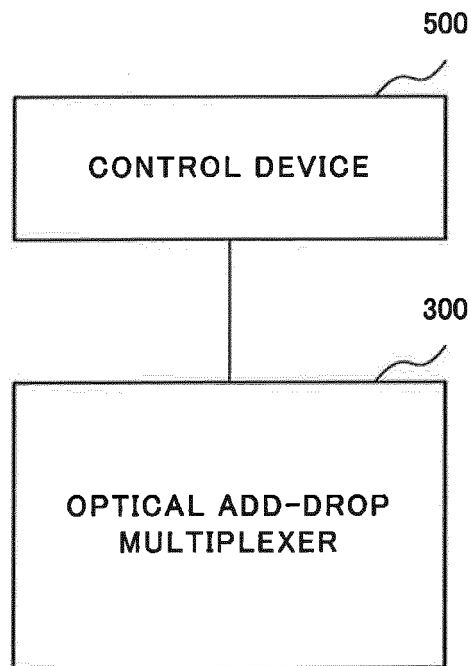 500
CONTROL DEVICE
300
OPTICAL ADD-DROP
MULTIPLEXER